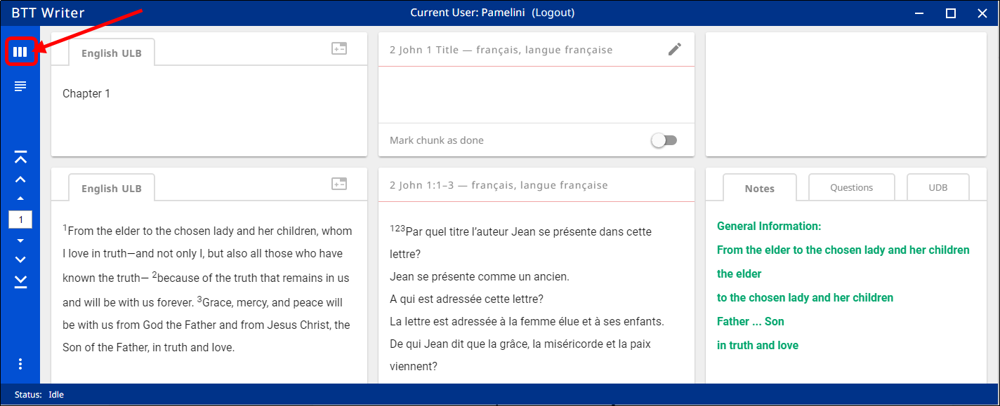 BTT Writer
Current User: Pamelini (Logout)
English ULB
Chapter 1
2 John 1 Title — français, langue française
Mark chunk as done
1
English ULB
1From the elder to the chosen lady and her children, whom
I love in truth—and not only I, but also all those who have
known the truth— 2because of the truth that remains in us
and will be with us forever. 3Grace, mercy, and peace will
be with us from God the Father and from Jesus Christ, the
Son of the Father, in truth and love.
2 John 1:1–3 — français, langue française
123Par quel titre l’auteur Jean se présente dans cette
lettre?
Jean se présente comme un ancien.
A qui est adressée cette lettre?
La lettre est adressée à la femme élue et à ses enfants.
De qui Jean dit que la grâce, la miséricorde et la paix
viennent?
Notes
Questions
UDB
General Information:
From the elder to the chosen lady and her children
the elder
to the chosen lady and her children
Father ... Son
in truth and love
Status: Idle